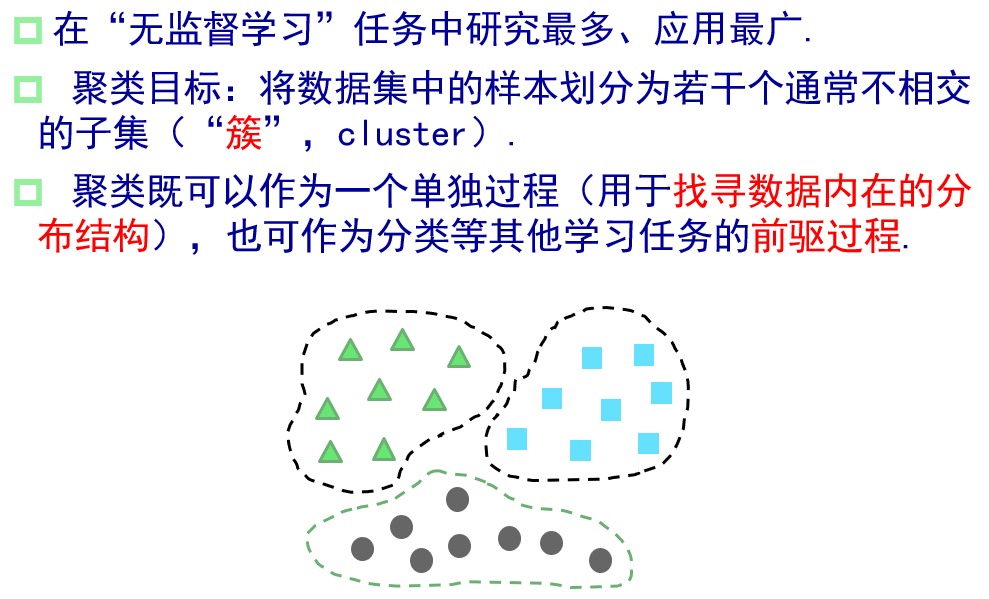 在“无监督学习”任务中研究最多、应用最广.
聚类目标：将数据集中的样本划分为若干个通常不相交
的子集（“簇”，cluster）.
聚类既可以作为一个单独过程（用于找寻数据内在的分
布结构），也可作为分类等其他学习任务的前驱过程.